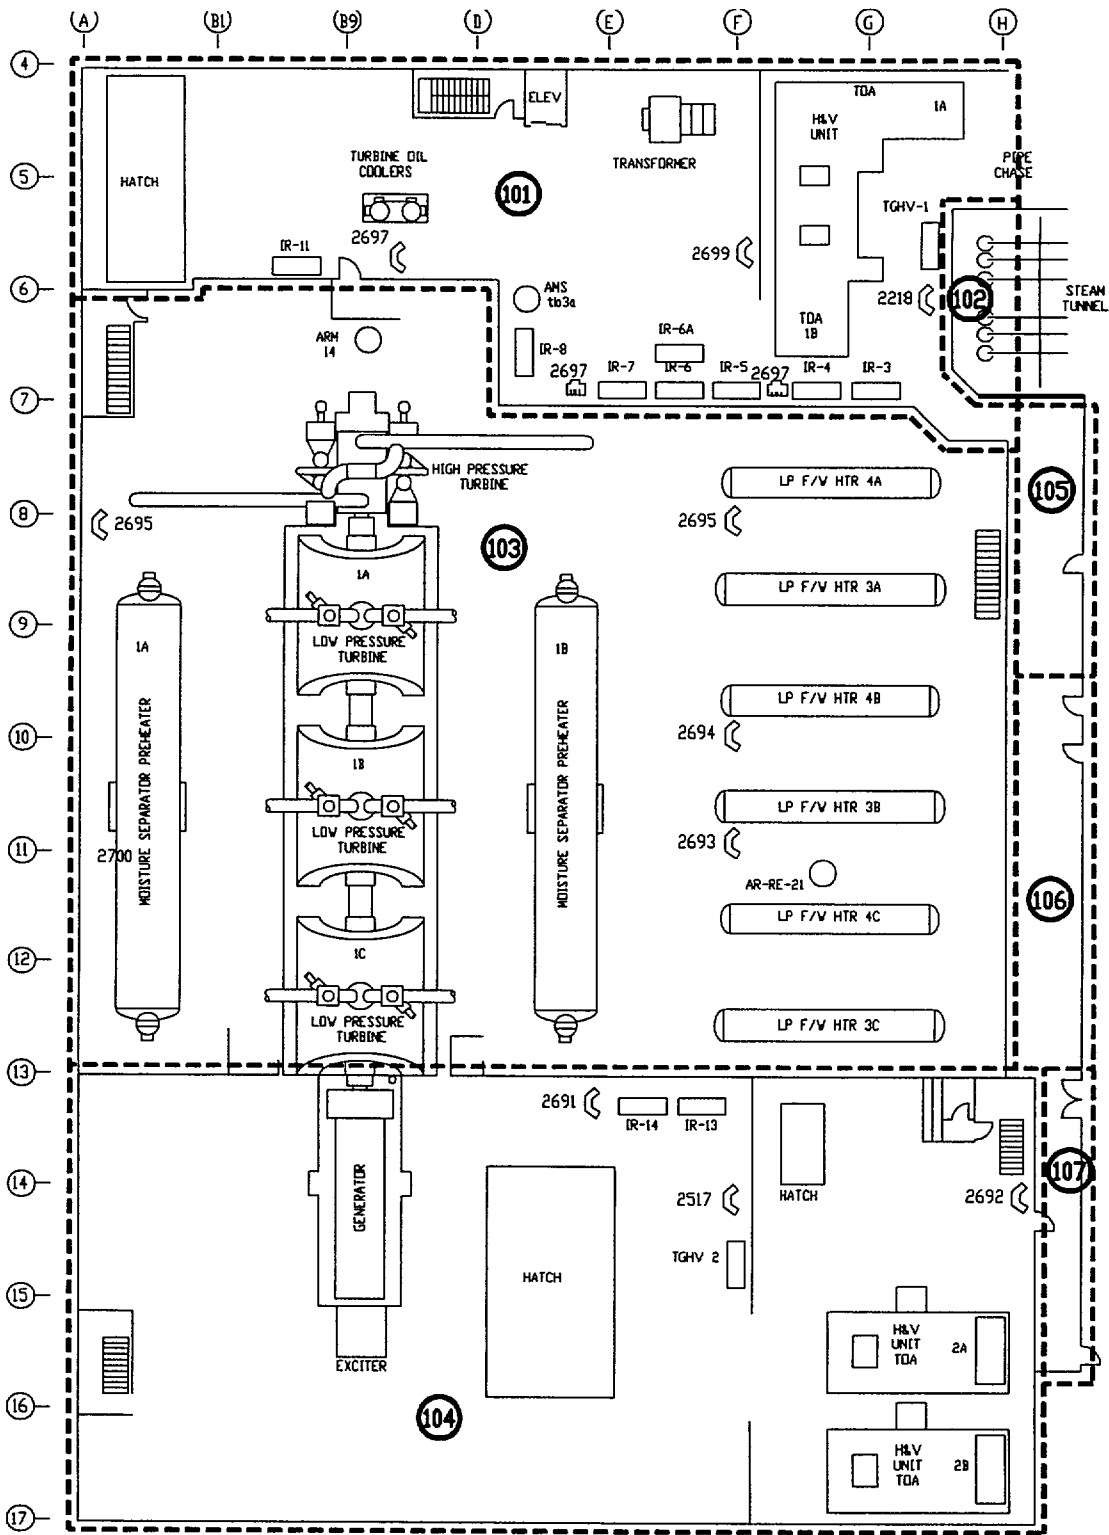 A B1 B9 D E F G H
4
ELEV
TOA
1A
H&V
UNIT
TRANSFORMER
PIPE
CHASE
5
HATCH
TURBINE OIL
COOLERS
101
TGHV-1
2697
IR-11
2699
6
AMS
tb3a
2218
102
STEAM
TUNNEL
ARM
14
IR-8
IR-6A
TOA
1B
2697
IR-7
IR-6
IR-5
2697
IR-4
IR-3
7
HIGH PRESSURE
TURBINE
LP F/W HTR 4A
105
8
2695
103
2695
1A
LP F/W HTR 3A
9
LOW PRESSURE
TURBINE
1A
MOISTURE SEPARATOR PREHEATER
1B
MOISTURE SEPARATOR PREHEATER
LP F/W HTR 4B
10
2694
1B
LP F/W HTR 3B
LOW PRESSURE
TURBINE
11
2700
2693
AR-RE-21
106
LP F/W HTR 4C
12
1C
LOW PRESSURE
TURBINE
LP F/W HTR 3C
13
2691
IR-14
IR-13
14
GENERATOR
HATCH
2517
2692
107
TGHV 2
15
HATCH
EXCITER
H&V
UNIT
TOA
2A
16
104
H&V
UNIT
TOA
2B
17